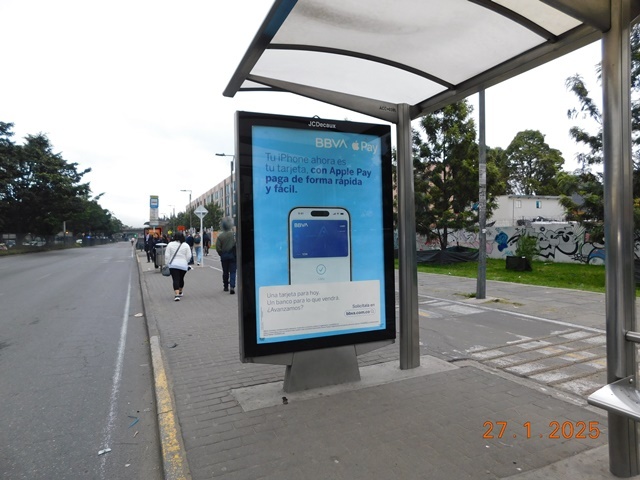 JCDecaux
BBVA Pay
Tu iPhone ahora es
tu tarjeta, con Apple Pay
paga de forma rápida
y fácil.
BBVA
Una tarjeta para hoy.
Un banco para lo que vendrá.
¿Avanzamos?
Solicítala en
bbva.com.co
27. 1. 2025